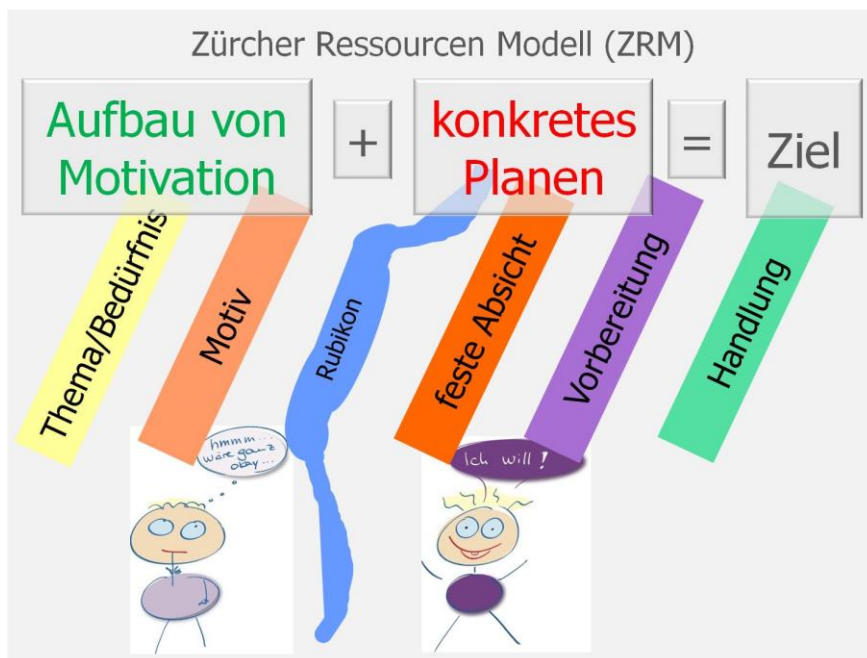 Zürcher Ressourcen Modell (ZRM)
Aufbau von
Motivation
+
konkretes
Planen
=
Ziel
Thema/Bedürfnis
Motiv
Rubikon
feste Absicht
Vorbereitung
Handlung
hmmm...
wäre ganz
okay...
Ich will!